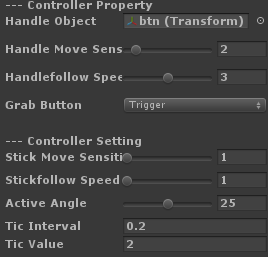 --- Controller Property
Handle Object btn (Transform)
Handle Move Sens 2
Handlefollow Spee 3
Grab Button Trigger
--- Controller Setting
Stick Move Sensiti 1
Stickfollow Speed 1
Active Angle 25
Tic Interval 0.2
Tic Value 2